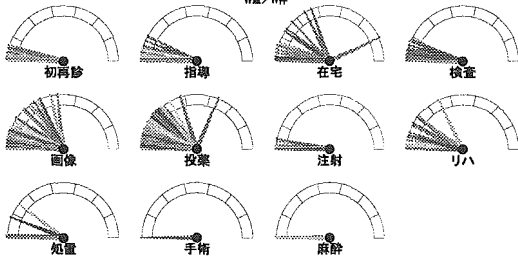 初再診 指導 在宅 検査
画像 投薬 注射 リハ
処置 手術 麻酔